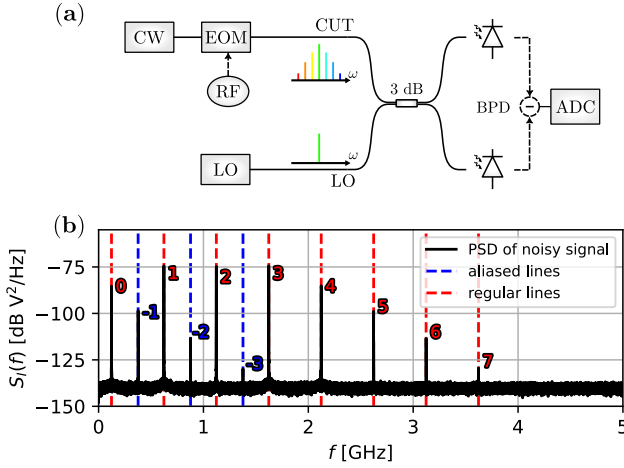 (a)
CW
EOM
CUT
RF
ω
3 dB
BPD
−
ADC
LO
ω
LO
(b)
S_I(f) [dB V²/Hz]
−75
−100
−125
−150
0
-1
1
-2
2
-3
3
4
5
6
7
PSD of noisy signal
aliased lines
regular lines
0 1 2 3 4 5
f [GHz]